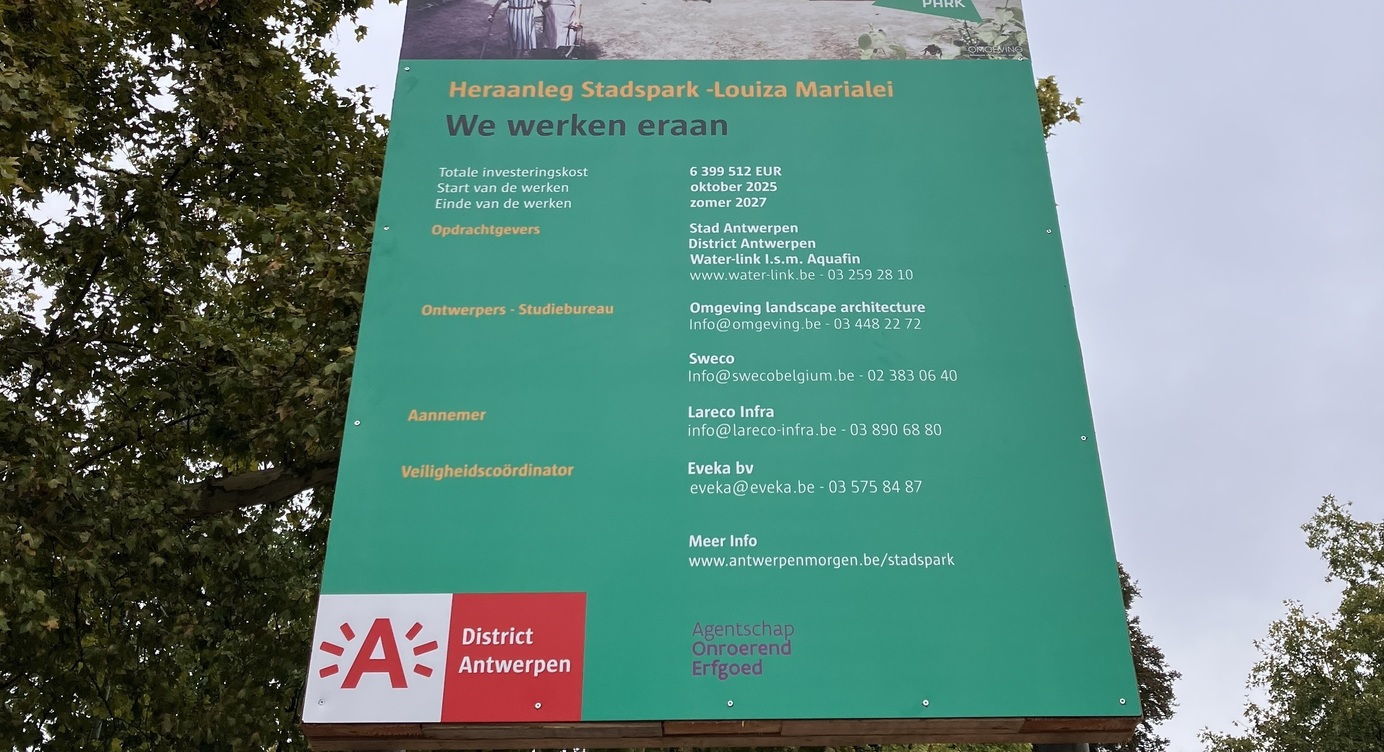 PARK
OMGEVING
Heraanleg Stadspark -Louiza Marialei
We werken eraan
Totale investeringskost 6 399 512 EUR
Start van de werken oktober 2025
Einde van de werken zomer 2027
Opdrachtgevers Stad Antwerpen
District Antwerpen
Water-link I.s.m. Aquafin
www.water-link.be - 03 259 28 10
Ontwerpers - Studiebureau Omgeving landscape architecture
Info@omgeving.be - 03 448 22 72
Sweco
Info@swecobelgium.be - 02 383 06 40
Aannemer Lareco Infra
info@lareco-infra.be - 03 890 68 80
Veiligheidscoördinator Eveka bv
eveka@eveka.be - 03 575 84 87
Meer Info
www.antwerpenmorgen.be/stadspark
A District
Antwerpen
Agentschap
Onroerend
Erfgoed